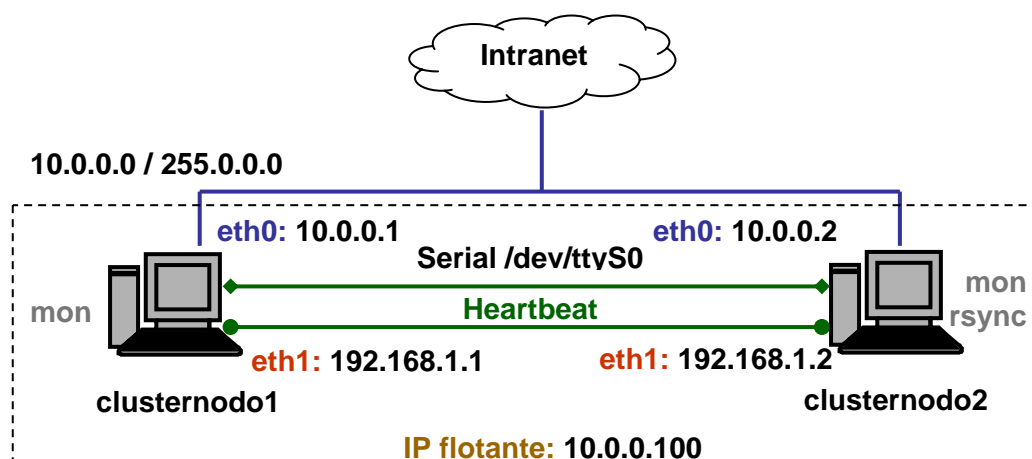 Intranet
10.0.0.0 / 255.0.0.0
eth0: 10.0.0.1
eth0: 10.0.0.2
Serial /dev/ttyS0
mon
Heartbeat
mon
rsync
eth1: 192.168.1.1
eth1: 192.168.1.2
clusternodo1
clusternodo2
IP flotante: 10.0.0.100